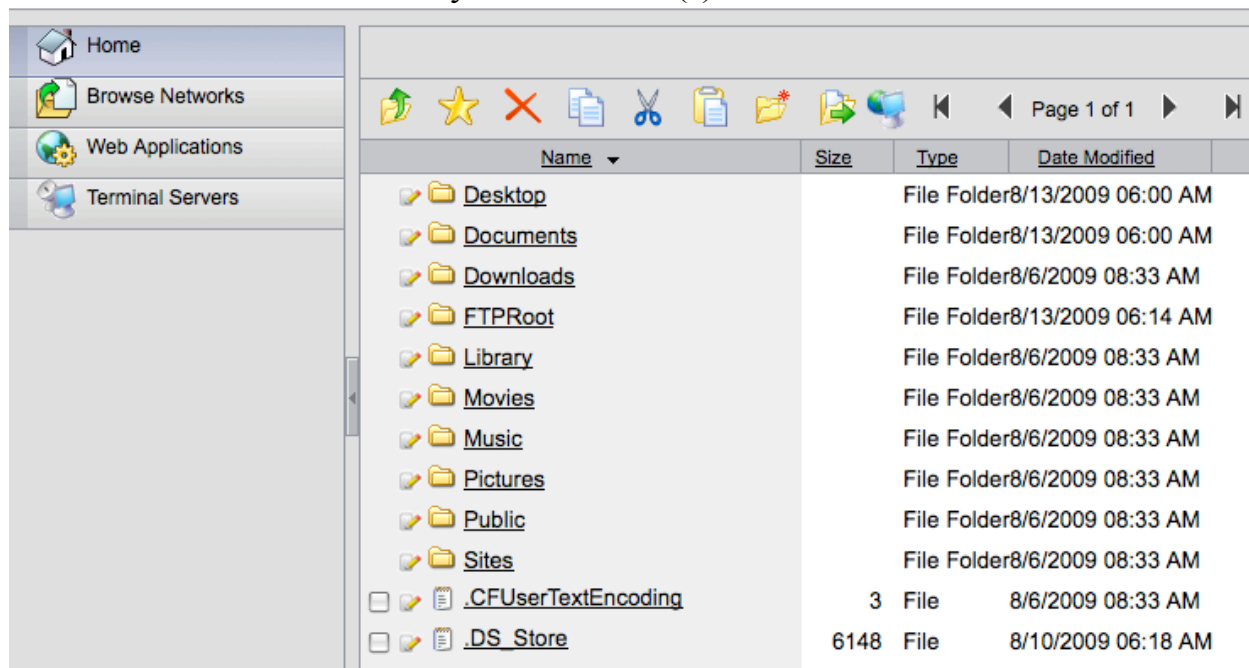 Home
Browse Networks
Web Applications
Terminal Servers
Page 1 of 1
Name Size Type Date Modified
Desktop File Folder8/13/2009 06:00 AM
Documents File Folder8/13/2009 06:00 AM
Downloads File Folder8/6/2009 08:33 AM
FTPRoot File Folder8/13/2009 06:14 AM
Library File Folder8/6/2009 08:33 AM
Movies File Folder8/6/2009 08:33 AM
Music File Folder8/6/2009 08:33 AM
Pictures File Folder8/6/2009 08:33 AM
Public File Folder8/6/2009 08:33 AM
Sites File Folder8/6/2009 08:33 AM
.CFUserTextEncoding 3 File 8/6/2009 08:33 AM
.DS_Store 6148 File 8/10/2009 06:18 AM